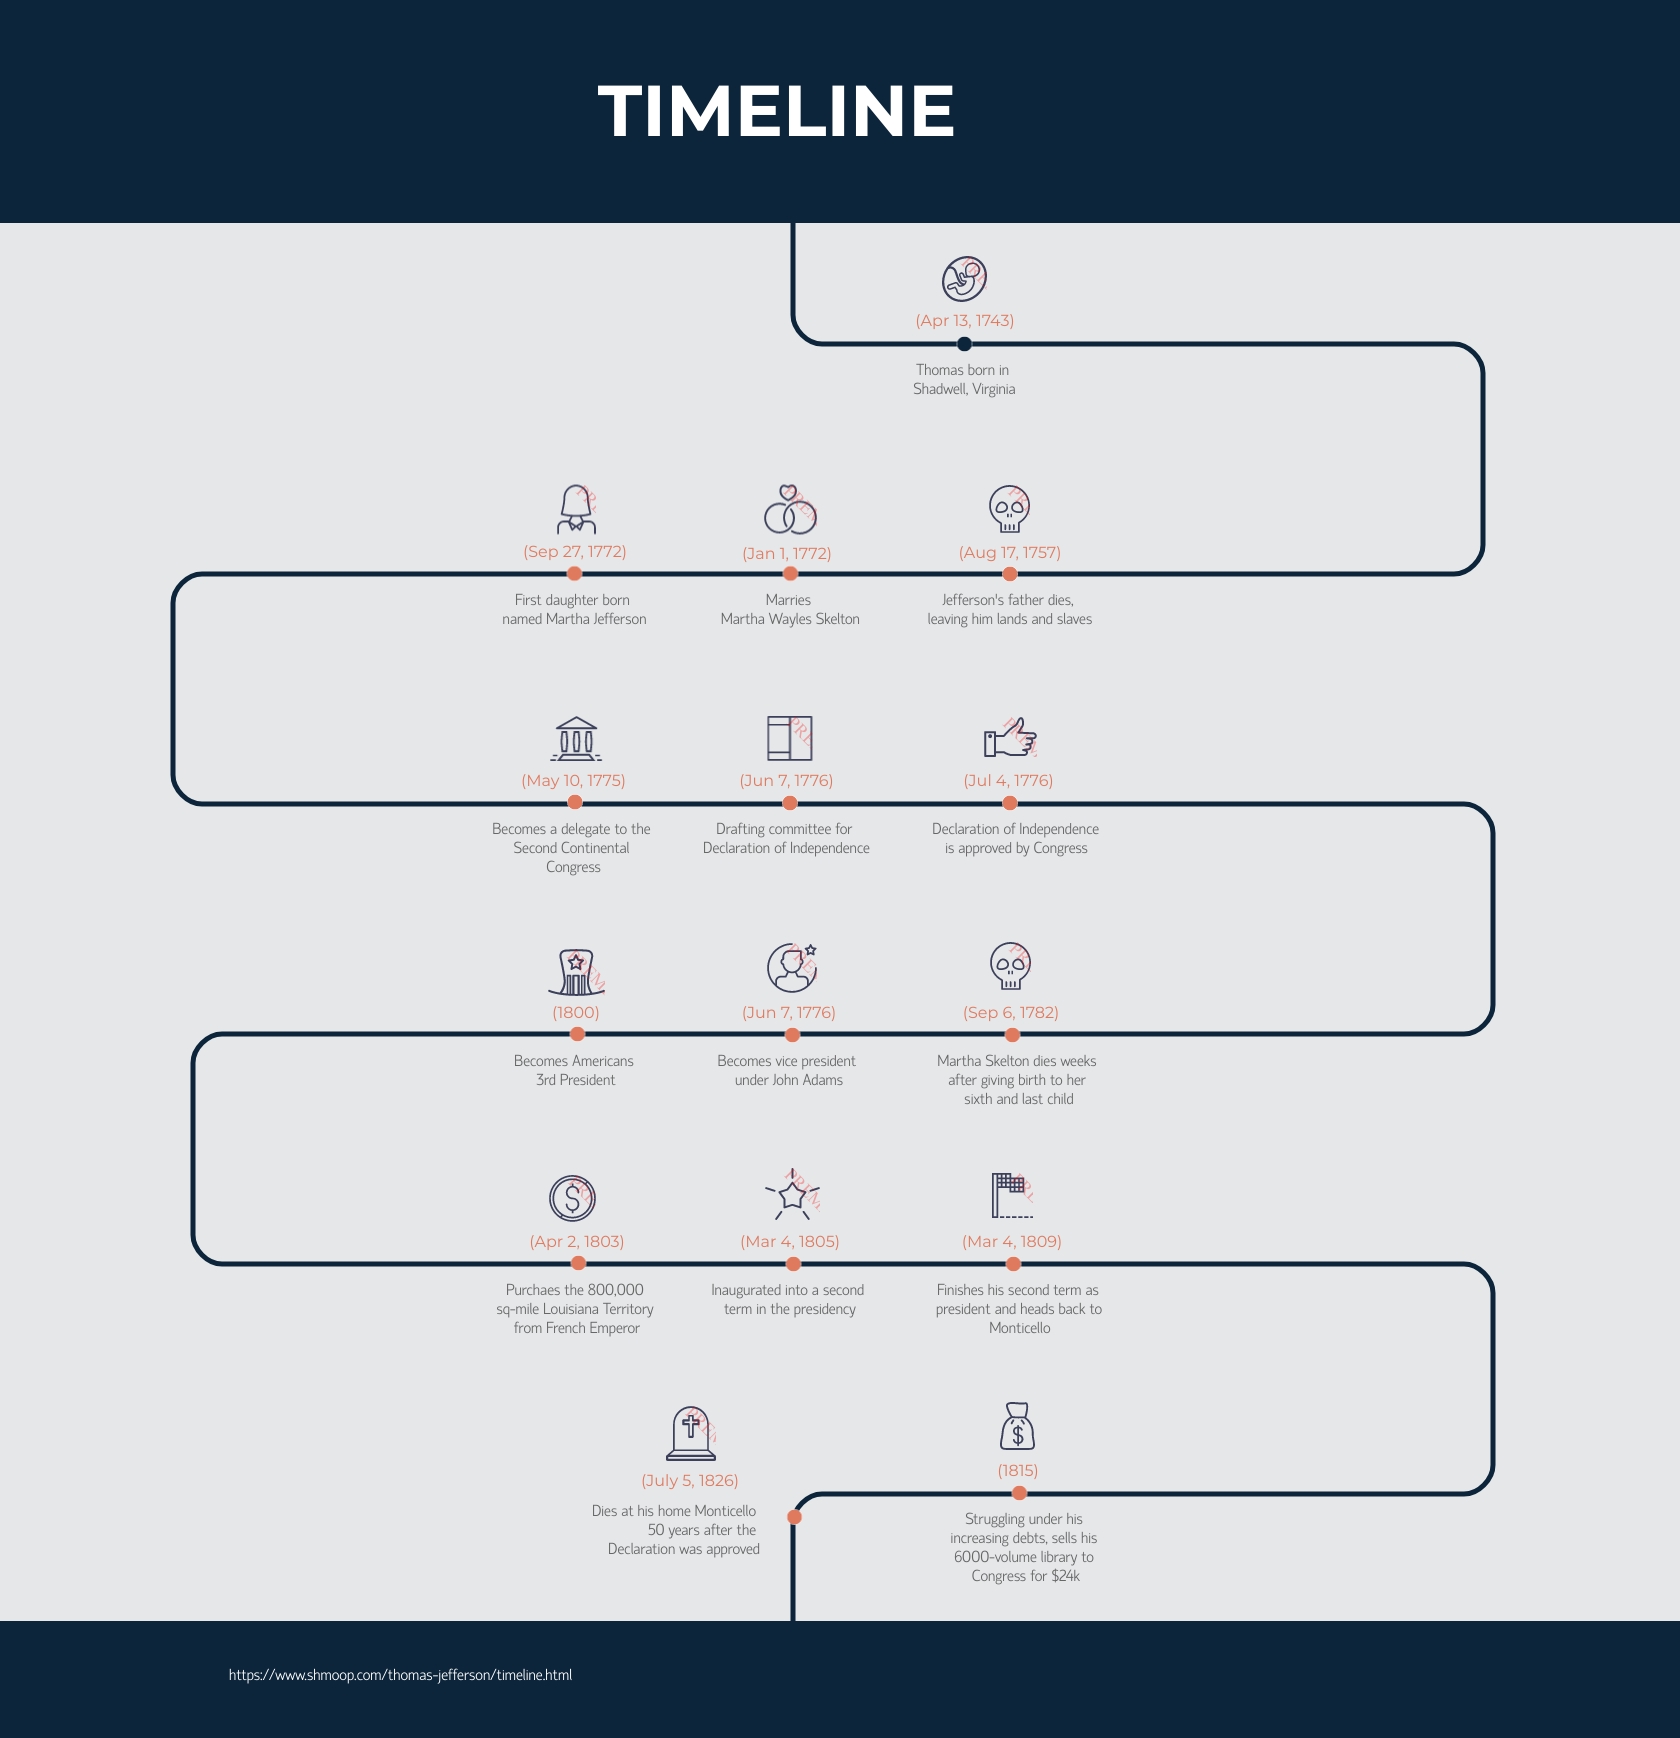 TIMELINE
(Apr 13, 1743)
Thomas born in
Shadwell, Virginia
(Sep 27, 1772)
First daughter born
named Martha Jefferson
(Jan 1, 1772)
Marries
Martha Wayles Skelton
(Aug 17, 1757)
Jefferson's father dies,
leaving him lands and slaves
(May 10, 1775)
Becomes a delegate to the
Second Continental
Congress
(Jun 7, 1776)
Drafting committee for
Declaration of Independence
(Jul 4, 1776)
Declaration of Independence
is approved by Congress
(1800)
Becomes Americans
3rd President
(Jun 7, 1776)
Becomes vice president
under John Adams
(Sep 6, 1782)
Martha Skelton dies weeks
after giving birth to her
sixth and last child
(Apr 2, 1803)
Purchaes the 800,000
sq-mile Louisiana Territory
from French Emperor
(Mar 4, 1805)
Inaugurated into a second
term in the presidency
(Mar 4, 1809)
Finishes his second term as
president and heads back to
Monticello
(July 5, 1826)
Dies at his home Monticello
50 years after the
Declaration was approved
(1815)
Struggling under his
increasing debts, sells his
6000-volume library to
Congress for $24k
https://www.shmoop.com/thomas-jefferson/timeline.html